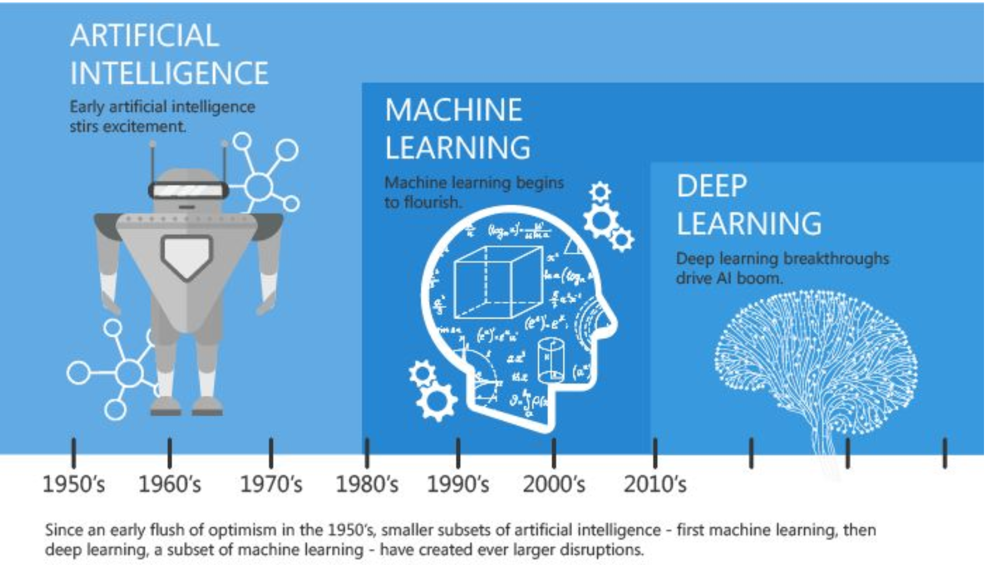 ARTIFICIAL
INTELLIGENCE
Early artificial intelligence
stirs excitement.
MACHINE
LEARNING
Machine learning begins
to flourish.
DEEP
LEARNING
Deep learning breakthroughs
drive AI boom.
1950's 1960's 1970's 1980's 1990's 2000's 2010's
Since an early flush of optimism in the 1950's, smaller subsets of artificial intelligence - first machine learning, then
deep learning, a subset of machine learning - have created ever larger disruptions.